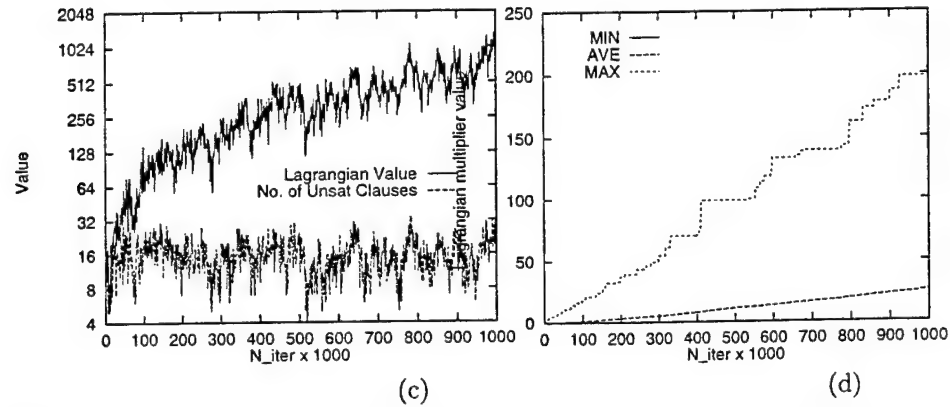 2048
1024
512
256
128
64
32
16
8
4
Value
Lagrangian Value
No. of Unsat Clauses
0 100 200 300 400 500 600 700 800 900 1000
N_iter x 1000
(c)
250
200
150
100
50
0
Lagrangian multiplier value
MIN
AVE
MAX
0 100 200 300 400 500 600 700 800 900 1000
N_iter x 1000
(d)